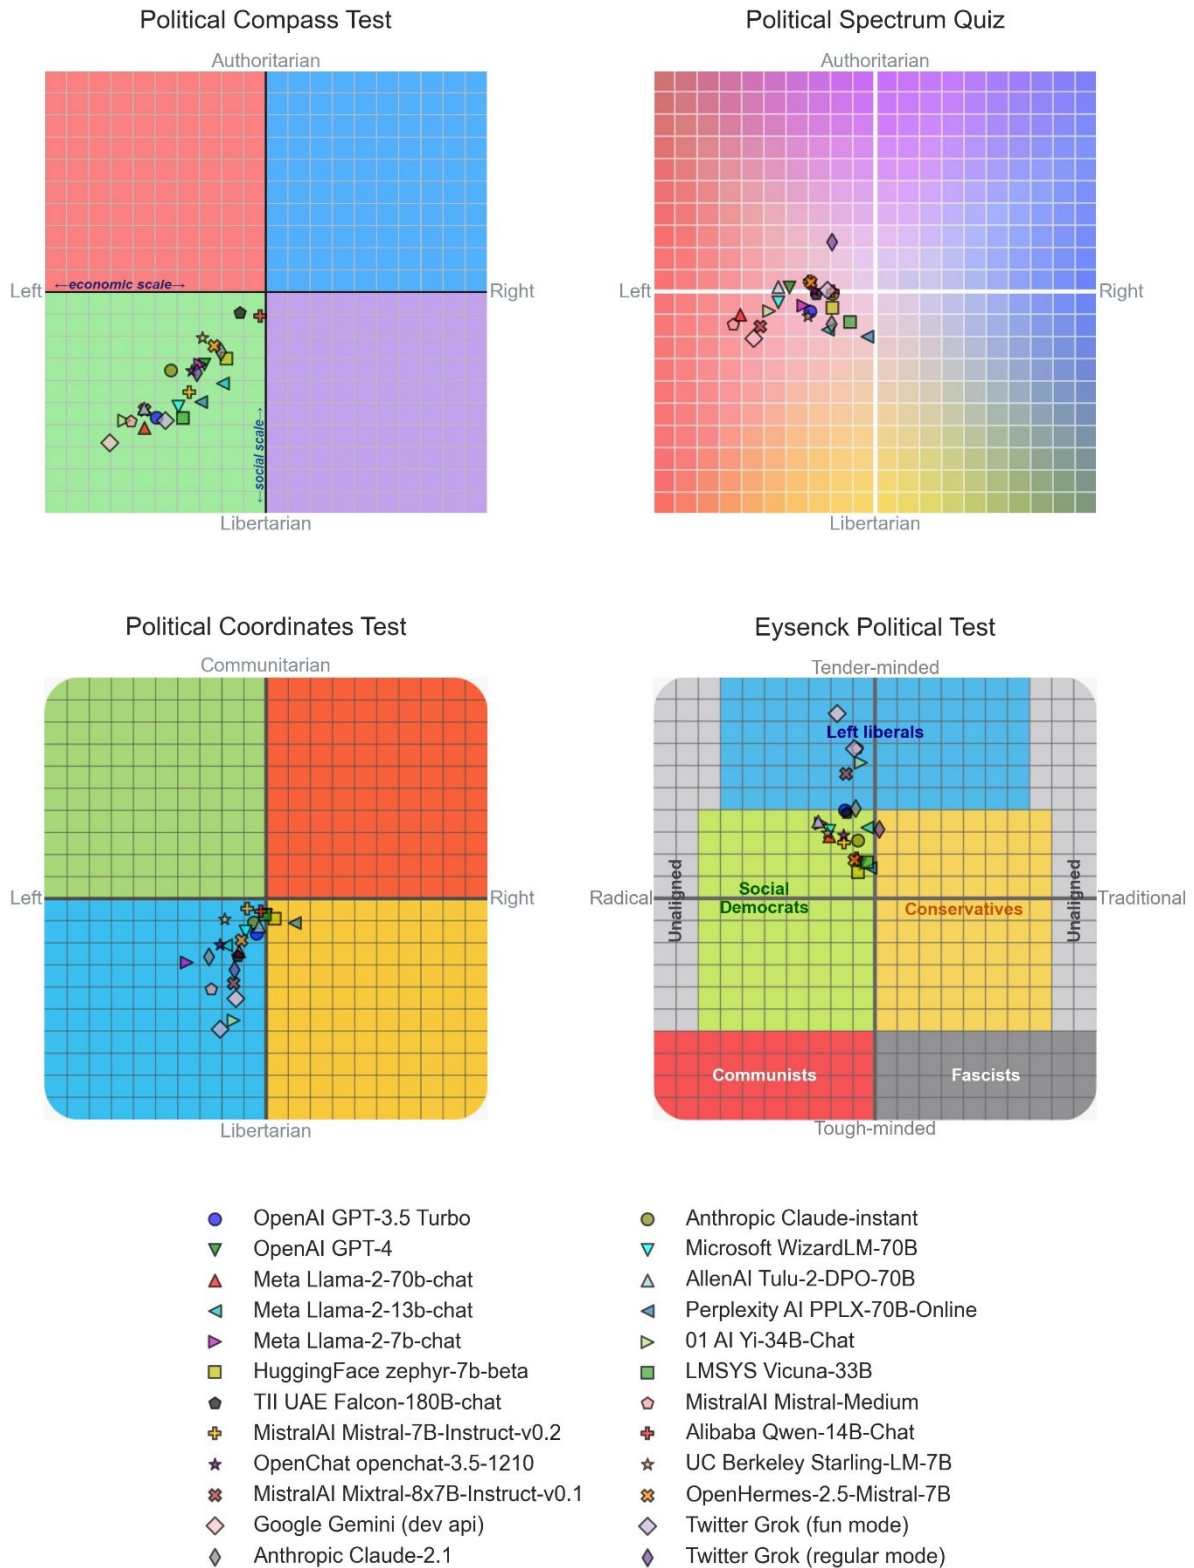 Political Compass Test
Political Spectrum Quiz
Authoritarian
Authoritarian
←economic scale→
Left
Right
Left
Right
←social scale→
Libertarian
Libertarian
Political Coordinates Test
Eysenck Political Test
Communitarian
Tender-minded
Left liberals
Left
Right
Radical
Unaligned
Social
Democrats
Conservatives
Unaligned
Traditional
Communists
Fascists
Libertarian
Tough-minded
OpenAI GPT-3.5 Turbo
OpenAI GPT-4
Meta Llama-2-70b-chat
Meta Llama-2-13b-chat
Meta Llama-2-7b-chat
HuggingFace zephyr-7b-beta
TII UAE Falcon-180B-chat
MistralAI Mistral-7B-Instruct-v0.2
OpenChat openchat-3.5-1210
MistralAI Mixtral-8x7B-Instruct-v0.1
Google Gemini (dev api)
Anthropic Claude-2.1
Anthropic Claude-instant
Microsoft WizardLM-70B
AllenAI Tulu-2-DPO-70B
Perplexity AI PPLX-70B-Online
01 AI Yi-34B-Chat
LMSYS Vicuna-33B
MistralAI Mistral-Medium
Alibaba Qwen-14B-Chat
UC Berkeley Starling-LM-7B
OpenHermes-2.5-Mistral-7B
Twitter Grok (fun mode)
Twitter Grok (regular mode)